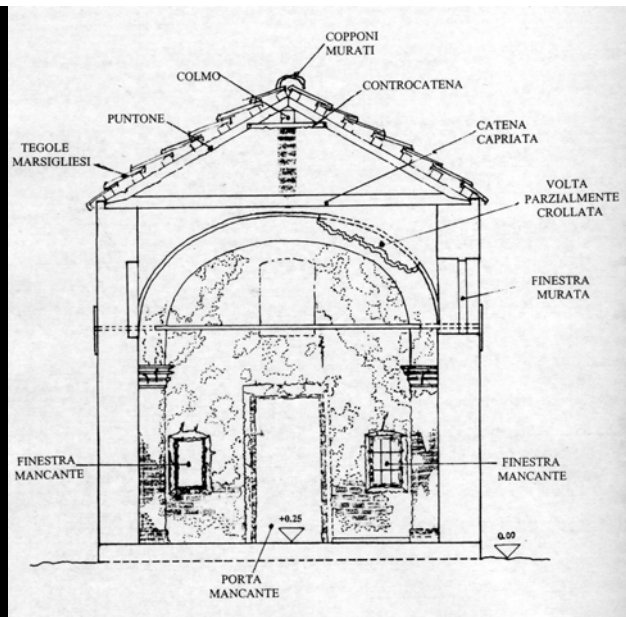 COPPONI
MURATI
COLMO
CONTROCATENA
PUNTONE
CATENA
CAPRIATA
TEGOLE
MARSIGLIESI
VOLTA
PARZIALMENTE
CROLLATA
FINESTRA
MURATA
FINESTRA
MANCANTE
FINESTRA
MANCANTE
+0.25
0.00
PORTA
MANCANTE